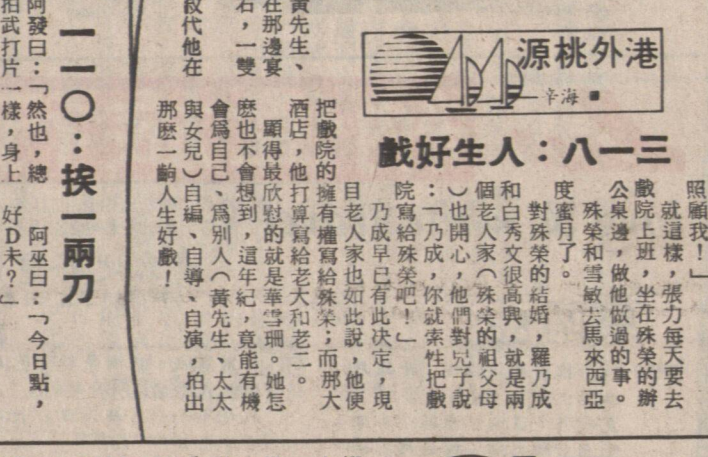 港外桃源
■ 海辛
三一八：人生好戲
照顧我！」
就這樣，張力每天要去
戲院上班，坐在殊榮的辦
公桌邊，做他做過的事。
殊榮和雪敏去馬來西亞
度蜜月了。
對殊榮的結婚，羅乃成
和白秀文很高興，就是兩
個老人家（殊榮的祖父母
）也開心，他們對兒子說
：「乃成，你就索性把戲
院寫給殊榮吧！」
乃成早已有此決定，現
目老人家也如此說，他便
把戲院的擁有權寫給殊榮；而那大
酒店，他打算寫給老大和老二。
顯得最欣慰的就是華雪珊。她怎
麽也不會想到，這年紀，竟能有機
會爲自己、爲別人（黃先生、太太
與女兒）自編、自導、自演，拍出
那麽一齣人生好戲！
黃先生、
在那邊宴
右，一雙
代他在
一一〇：挨一兩刀
阿發曰：「然也，總
拍武打片一樣，身上
阿巫曰：「今日點，
好D未？」